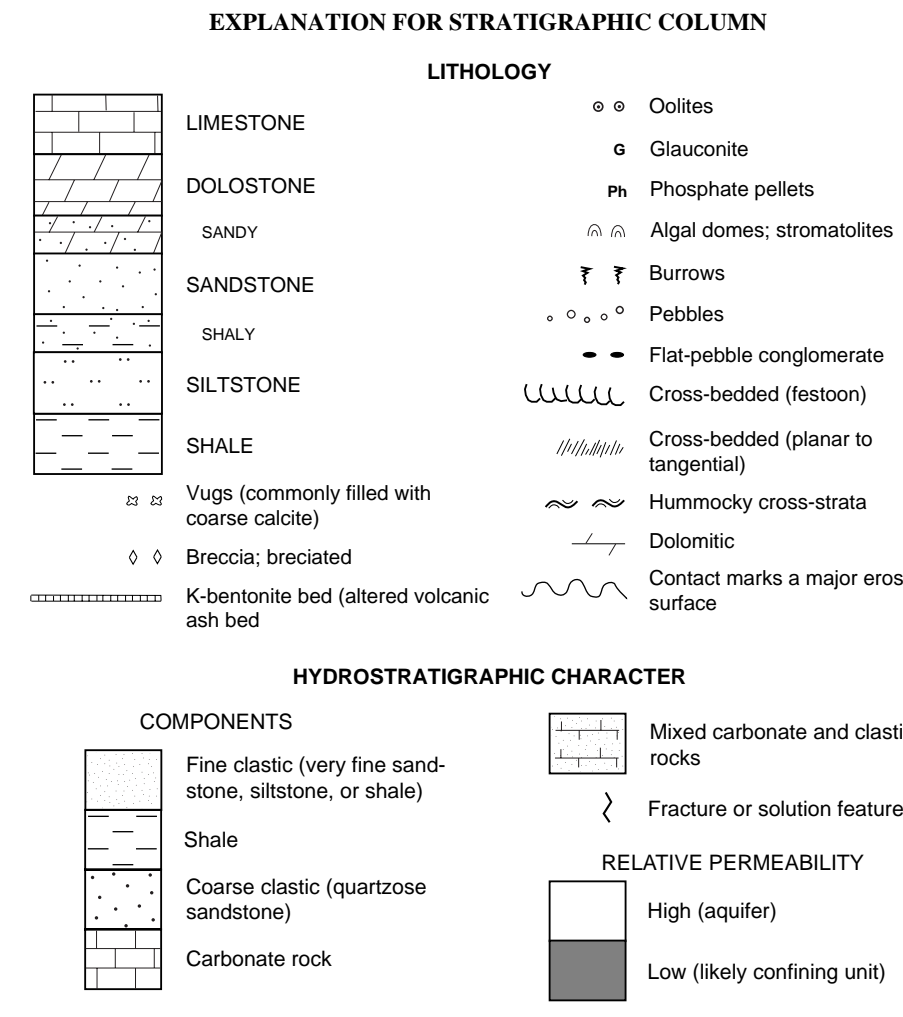 EXPLANATION FOR STRATIGRAPHIC COLUMN
LITHOLOGY
LIMESTONE
DOLOSTONE
SANDY
SANDSTONE
SHALY
SILTSTONE
SHALE
Vugs (commonly filled with
coarse calcite)
Breccia; breciated
K-bentonite bed (altered volcanic
ash bed
Oolites
G Glauconite
Ph Phosphate pellets
Algal domes; stromatolites
Burrows
Pebbles
Flat-pebble conglomerate
Cross-bedded (festoon)
Cross-bedded (planar to
tangential)
Hummocky cross-strata
Dolomitic
Contact marks a major eros
surface
HYDROSTRATIGRAPHIC CHARACTER
COMPONENTS
Fine clastic (very fine sand-
stone, siltstone, or shale)
Shale
Coarse clastic (quartzose
sandstone)
Carbonate rock
Mixed carbonate and clasti
rocks
Fracture or solution feature
RELATIVE PERMEABILITY
High (aquifer)
Low (likely confining unit)